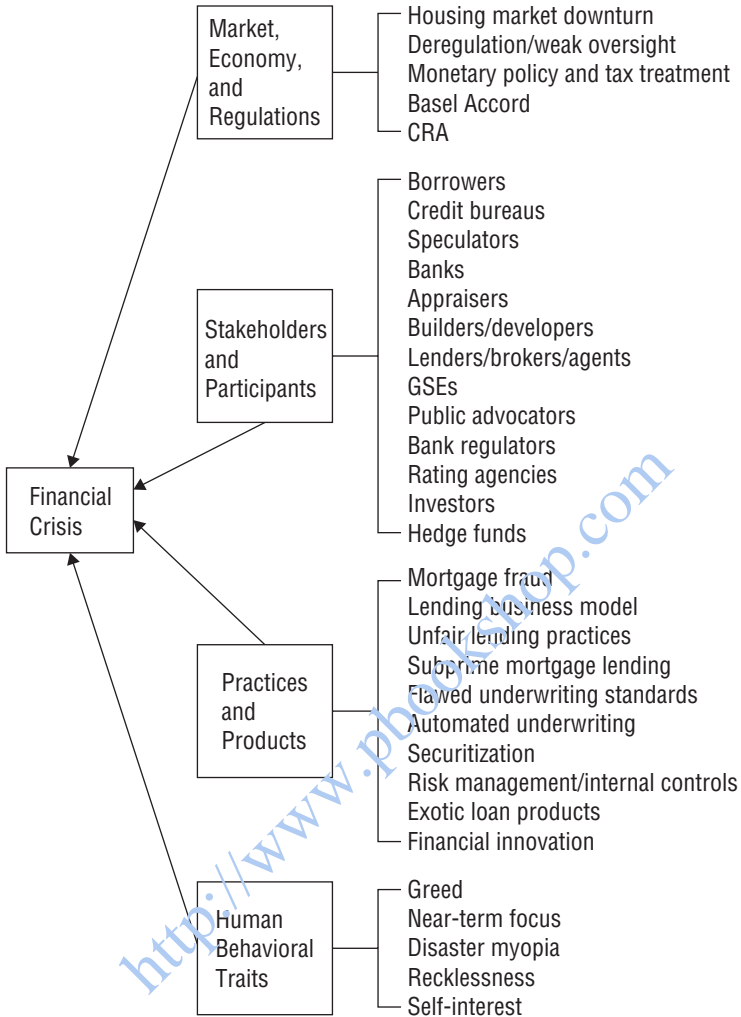 Market,
Economy,
and
Regulations
Housing market downturn
Deregulation/weak oversight
Monetary policy and tax treatment
Basel Accord
CRA
Stakeholders
and
Participants
Borrowers
Credit bureaus
Speculators
Banks
Appraisers
Builders/developers
Lenders/brokers/agents
GSEs
Public advocators
Bank regulators
Rating agencies
Investors
Hedge funds
Financial
Crisis
Practices
and
Products
Mortgage fraud
Lending business model
Unfair lending practices
Subprime mortgage lending
Flawed underwriting standards
Automated underwriting
Securitization
Risk management/internal controls
Exotic loan products
Financial innovation
Human
Behavioral
Traits
Greed
Near-term focus
Disaster myopia
Recklessness
Self-interest
http://www.pbookshop.com